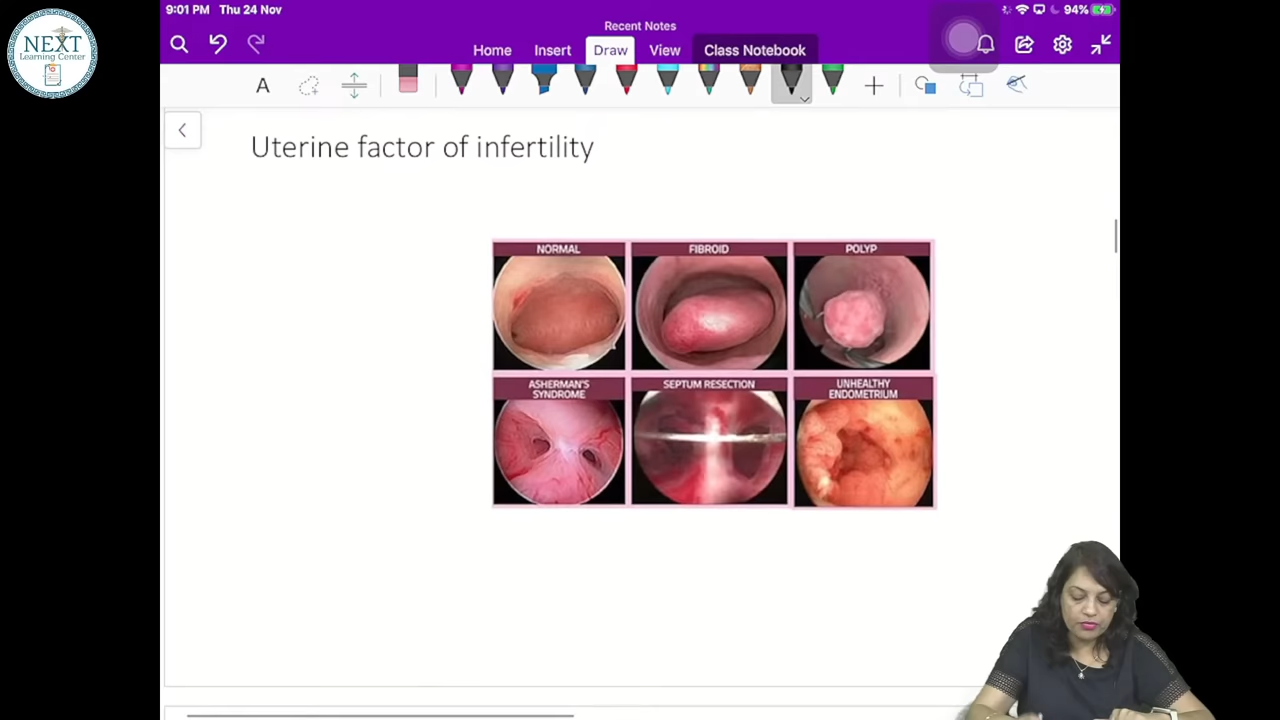 9:01 PM Thu 24 Nov
94%
NEXT
Learning Center
Recent Notes
Home Insert Draw View Class Notebook
A
Uterine factor of infertility
NORMAL FIBROID POLYP
ASHERMAN'S
SYNDROME
SEPTUM RESECTION
UNHEALTHY
ENDOMETRIUM